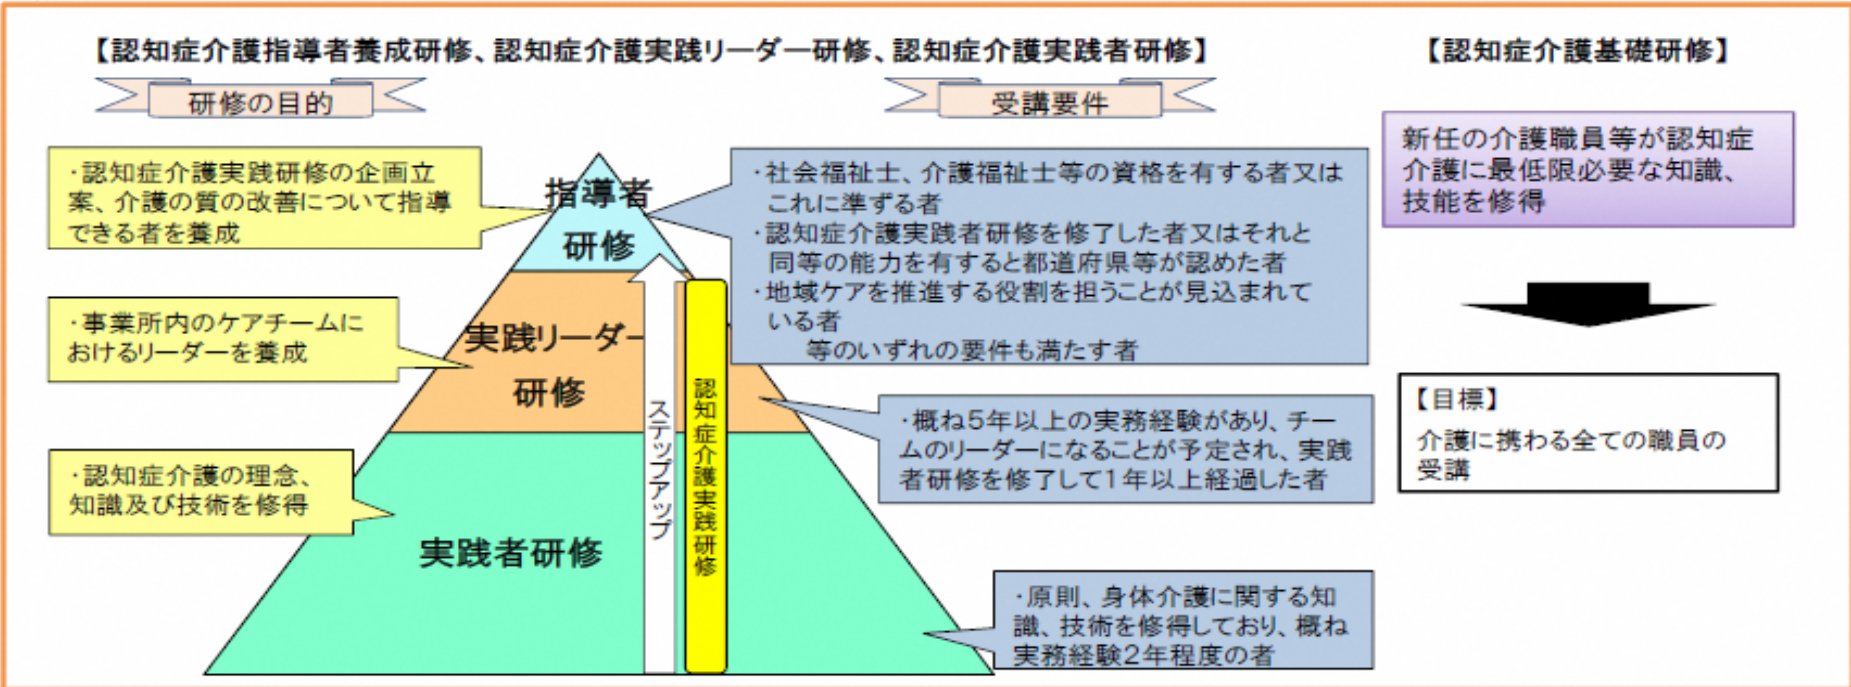 【認知症介護指導者養成研修、認知症介護実践リーダー研修、認知症介護実践者研修】
研修の目的
受講要件
・認知症介護実践研修の企画立
案、介護の質の改善について指導
できる者を養成
・事業所内のケアチームに
おけるリーダーを養成
・認知症介護の理念、
知識及び技術を修得
指導者
研修
実践リーダー
研修
実践者研修
ステップアップ
認知症介護実践研修
・社会福祉士、介護福祉士等の資格を有する者又は
これに準ずる者
・認知症介護実践者研修を修了した者又はそれと
同等の能力を有すると都道府県等が認めた者
・地域ケアを推進する役割を担うことが見込まれて
いる者
等のいずれの要件も満たす者
・概ね5年以上の実務経験があり、チー
ムのリーダーになることが予定され、実践
者研修を修了して1年以上経過した者
・原則、身体介護に関する知
識、技術を修得しており、概ね
実務経験2年程度の者
【認知症介護基礎研修】
新任の介護職員等が認知症
介護に最低限必要な知識、
技能を修得
【目標】
介護に携わる全ての職員の
受講